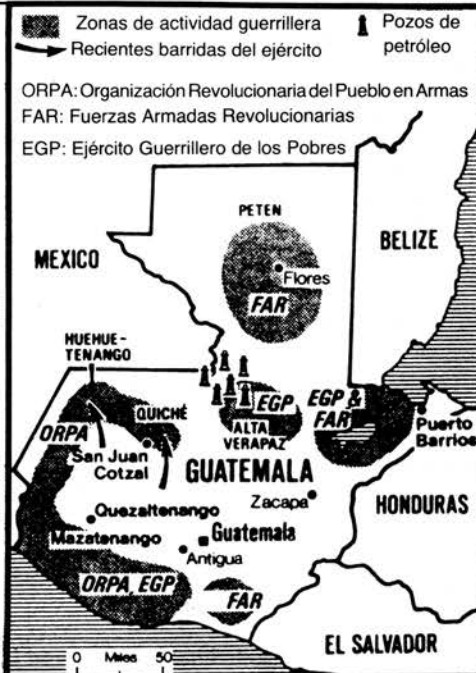 Zonas de actividad guerrillera
Recientes barridas del ejército
Pozos de
petróleo
ORPA: Organización Revolucionaria del Pueblo en Armas
FAR: Fuerzas Armadas Revolucionarias
EGP: Ejército Guerrillero de los Pobres
PETEN
BELIZE
MEXICO
Flores
FAR
HUEHUE-
TENANGO
QUICHÉ
EGP
EGP &
FAR
ALTA
VERAPAZ
Puerto
Barrios
ORPA
San Juan
Cotzal
GUATEMALA
Zacapa
HONDURAS
Quezaltenango
Guatemala
Mazatenango
Antigua
ORPA, EGP
FAR
EL SALVADOR
0 Miles 50